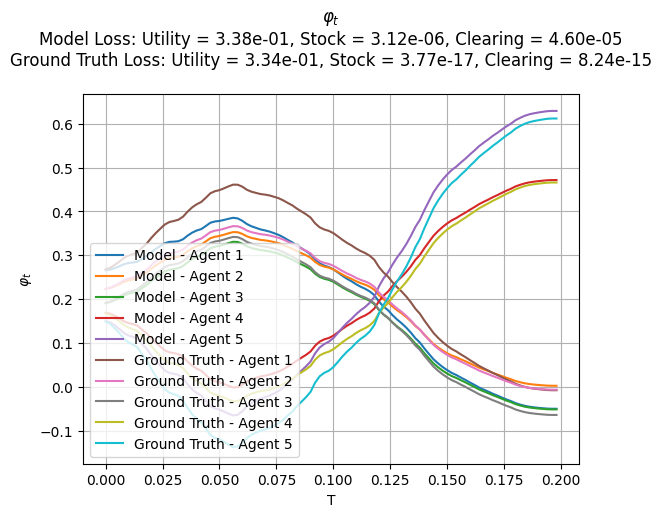 φₜ
Model Loss: Utility = 3.38e-01, Stock = 3.12e-06, Clearing = 4.60e-05
Ground Truth Loss: Utility = 3.34e-01, Stock = 3.77e-17, Clearing = 8.24e-15
0.6
0.5
0.4
0.3
0.2
0.1
0.0
−0.1
φₜ
Model - Agent 1
Model - Agent 2
Model - Agent 3
Model - Agent 4
Model - Agent 5
Ground Truth - Agent 1
Ground Truth - Agent 2
Ground Truth - Agent 3
Ground Truth - Agent 4
Ground Truth - Agent 5
0.000 0.025 0.050 0.075 0.100 0.125 0.150 0.175 0.200
T